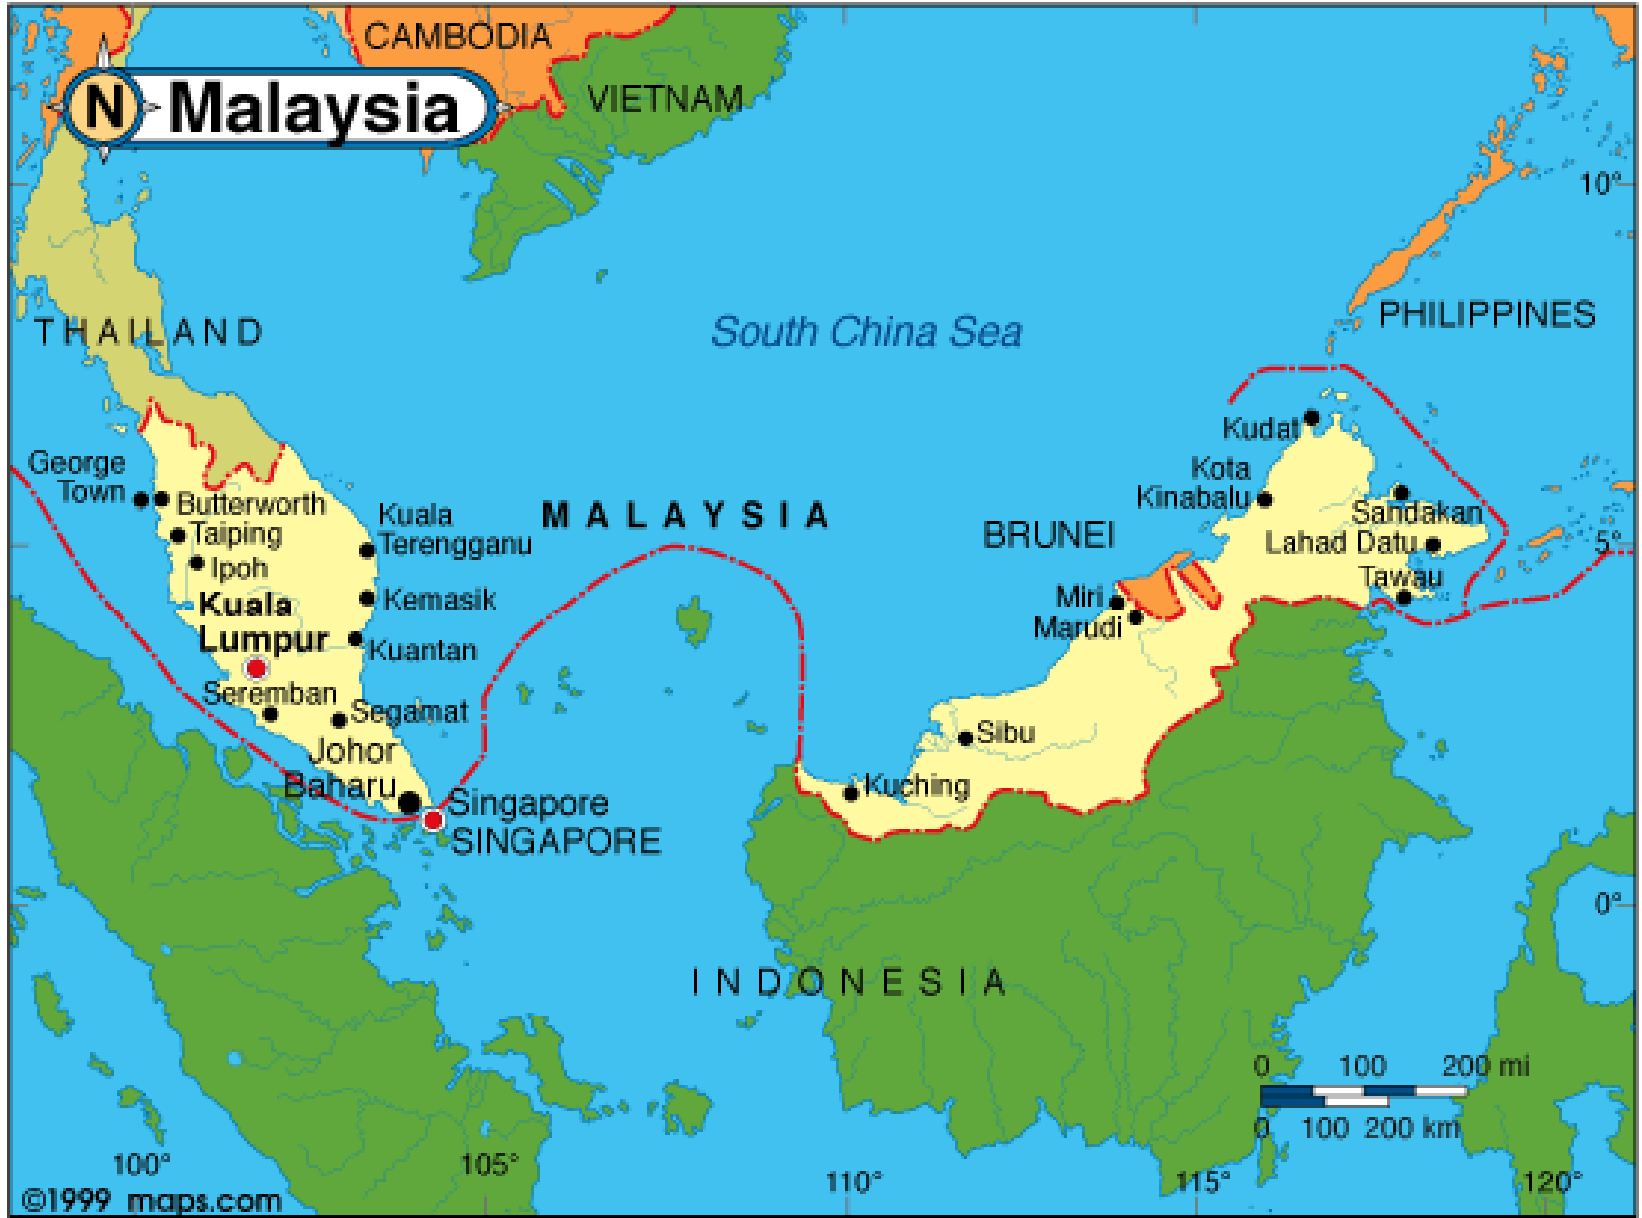 CAMBODIA
N Malaysia
VIETNAM
10°
THAILAND
South China Sea
PHILIPPINES
George
Town
Butterworth
Taiping
Ipoh
Kuala
Lumpur
Kuala
Terengganu
Kemasik
Kuantan
Seremban
Segamat
Johor
Baharu
Singapore
SINGAPORE
MALAYSIA
BRUNEI
Kudat
Kota
Kinabalu
Sandakan
Lahad Datu
5°
Tawau
Miri
Marudi
Sibu
Kuching
0°
INDONESIA
0 100 200 mi
0 100 200 km
100°
105°
110°
115°
120°
©1999 maps.com